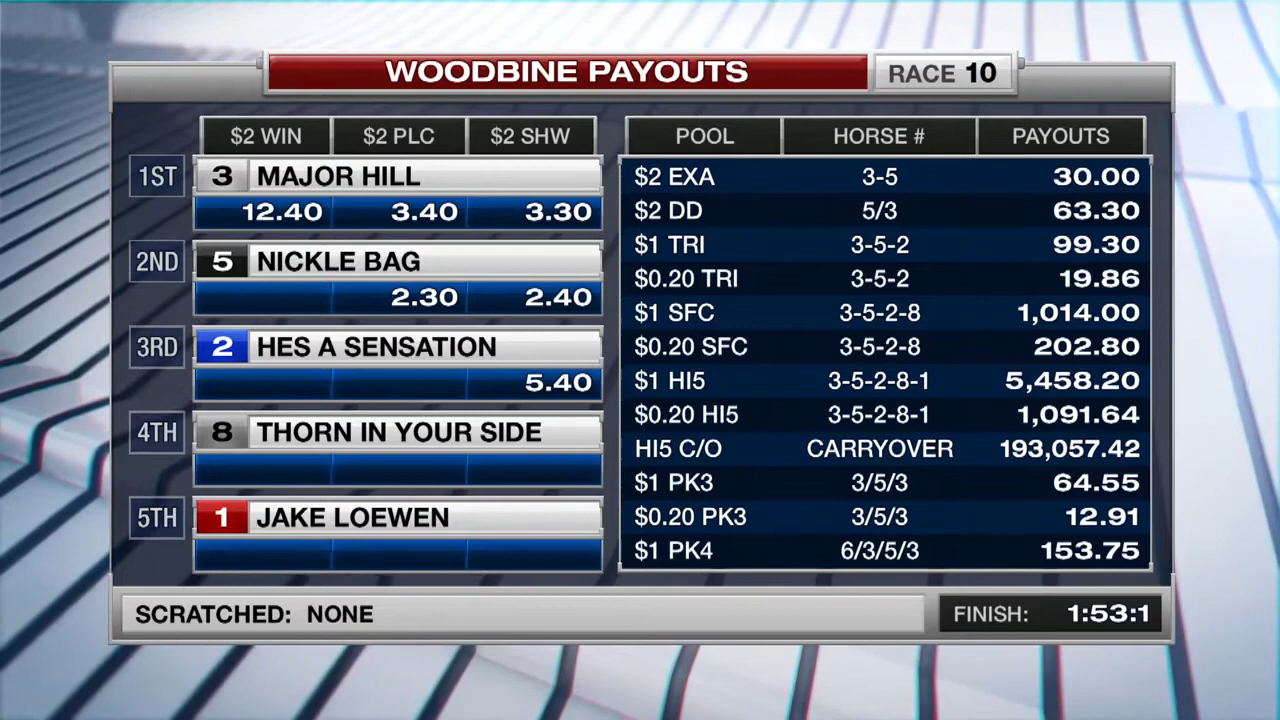 WOODBINE PAYOUTS
RACE 10
$2 WIN $2 PLC $2 SHW
1ST 3 MAJOR HILL
12.40 3.40 3.30
2ND 5 NICKLE BAG
2.30 2.40
3RD 2 HES A SENSATION
5.40
4TH 8 THORN IN YOUR SIDE
5TH 1 JAKE LOEWEN
POOL HORSE # PAYOUTS
$2 EXA 3-5 30.00
$2 DD 5/3 63.30
$1 TRI 3-5-2 99.30
$0.20 TRI 3-5-2 19.86
$1 SFC 3-5-2-8 1,014.00
$0.20 SFC 3-5-2-8 202.80
$1 HI5 3-5-2-8-1 5,458.20
$0.20 HI5 3-5-2-8-1 1,091.64
HI5 C/O CARRYOVER 193,057.42
$1 PK3 3/5/3 64.55
$0.20 PK3 3/5/3 12.91
$1 PK4 6/3/5/3 153.75
SCRATCHED: NONE
FINISH: 1:53:1